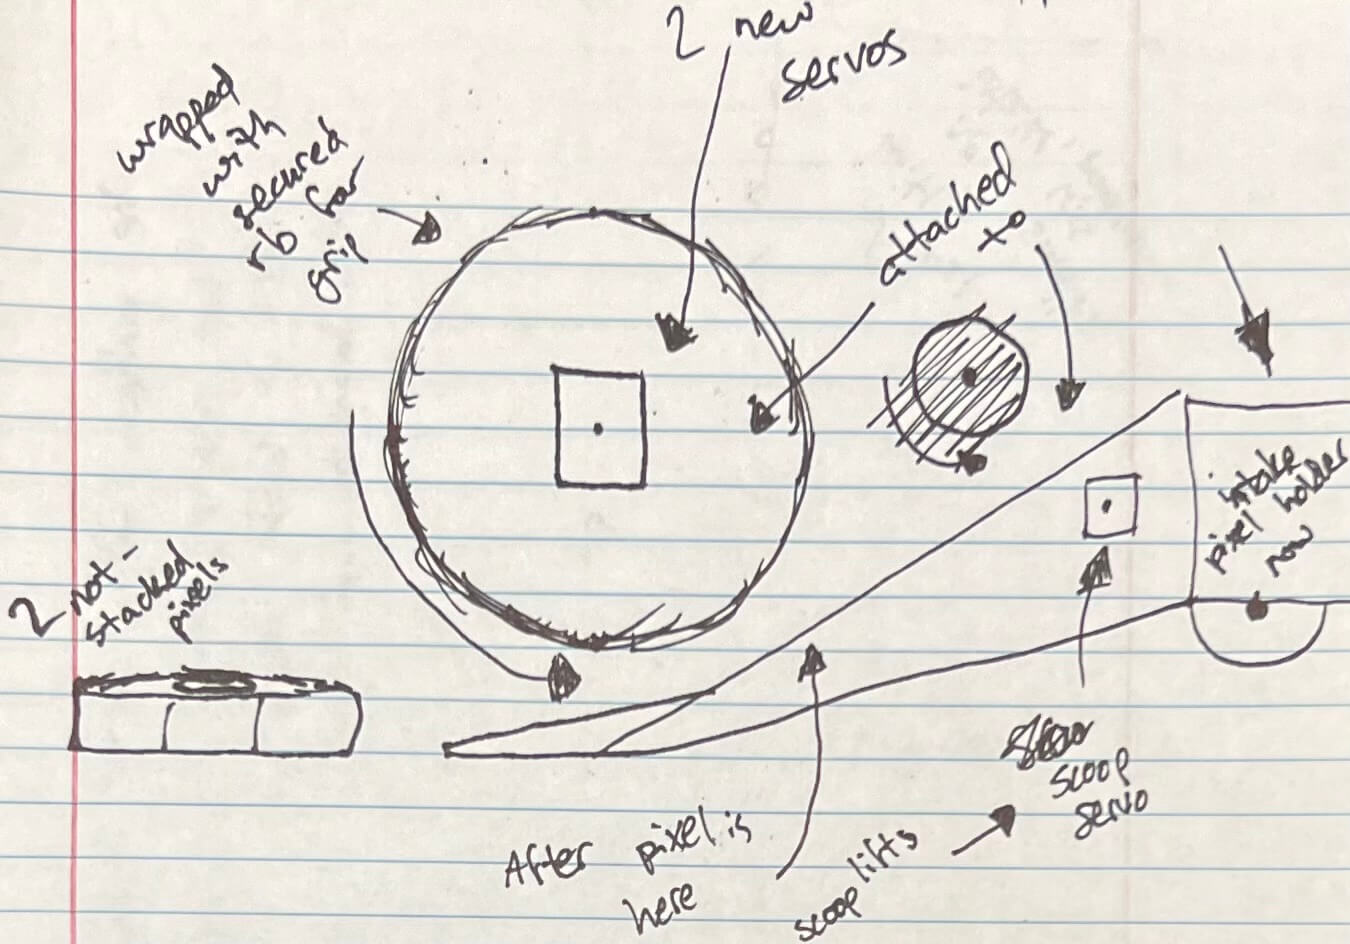 2 new
servos
wrapped
with
secured
rb for
grip
attached
to
intake
pixel holder
now
2 not-
stacked
pixels
After pixel is
here
scoop lifts
scoop
servo